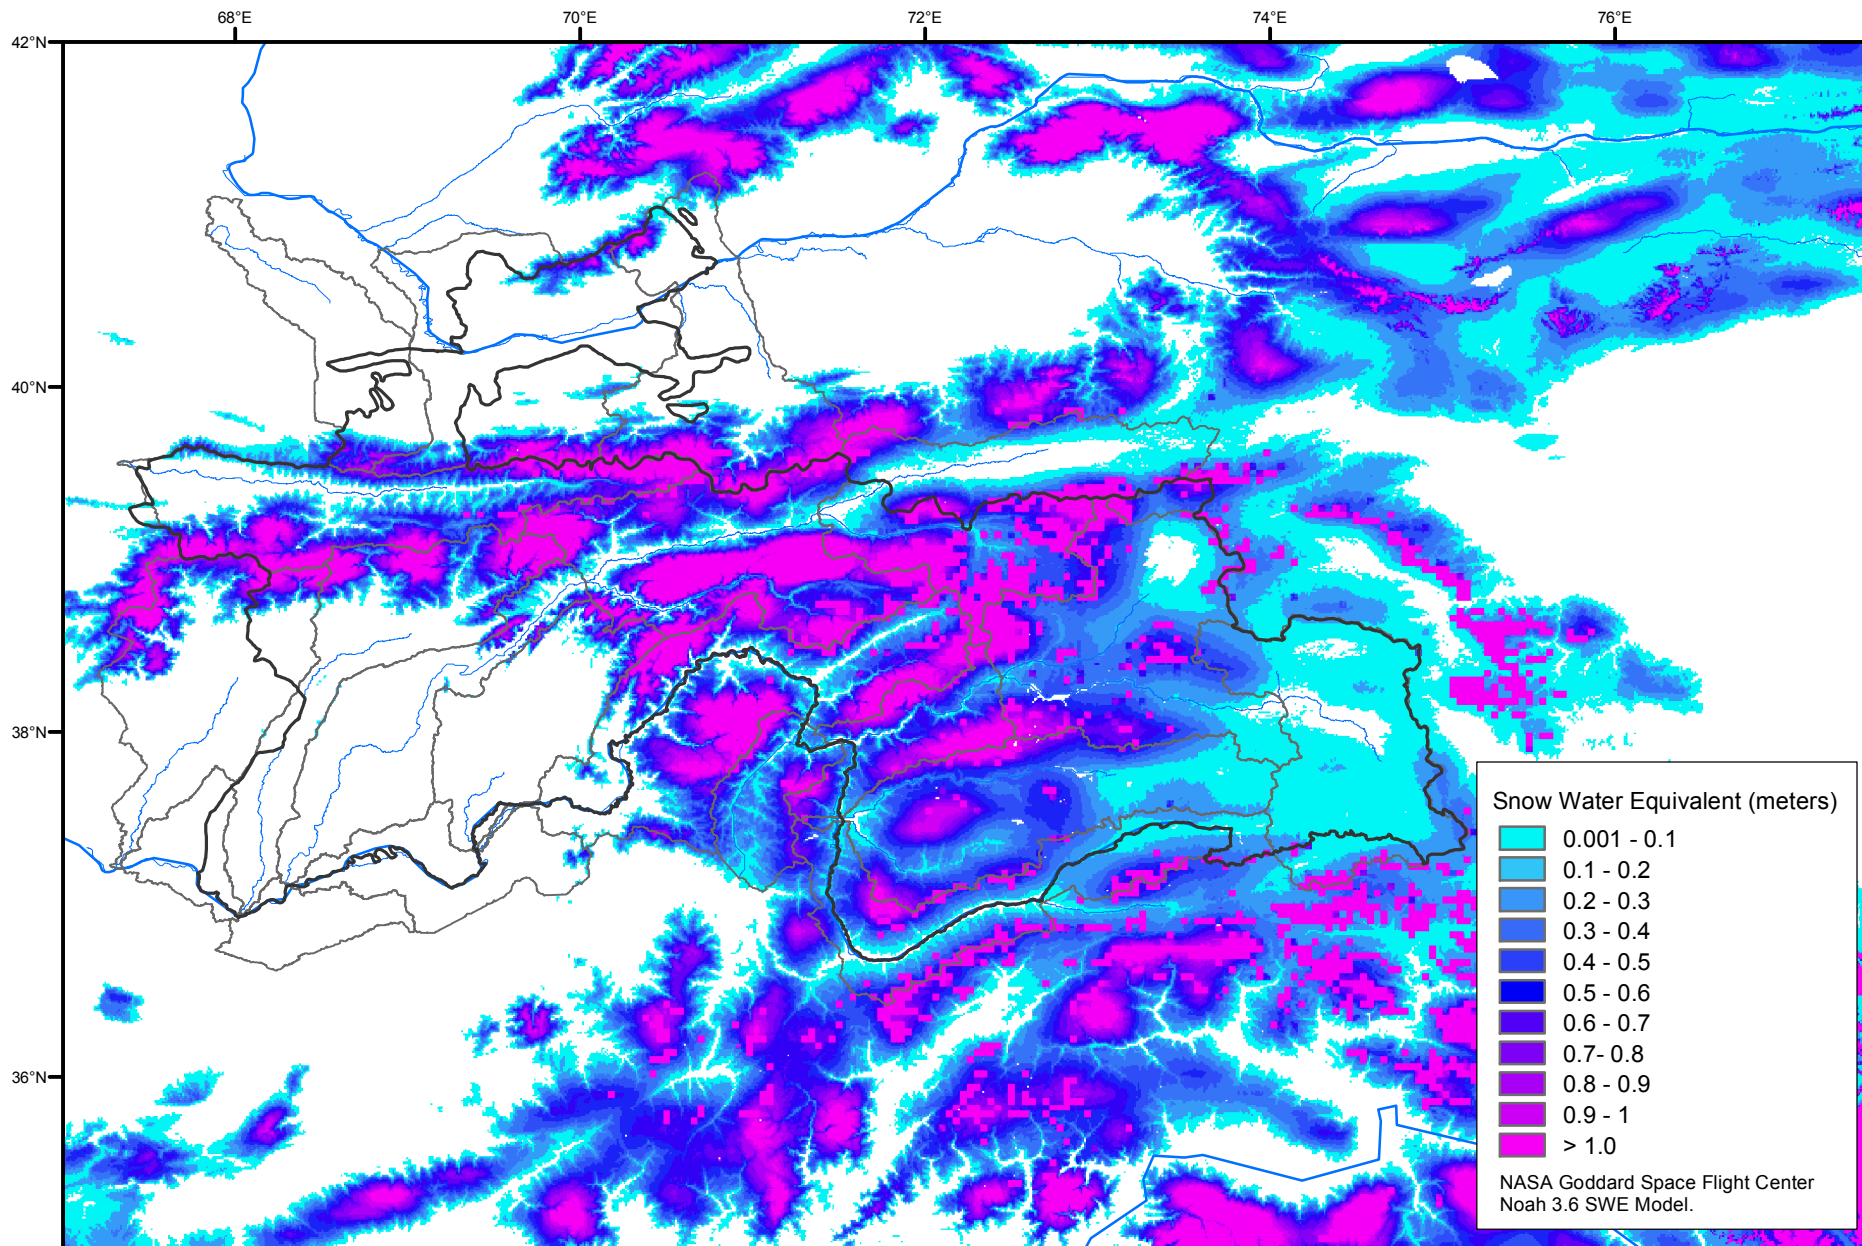 68°E
70°E
72°E
74°E
76°E
42°N
40°N
38°N
36°N
Snow Water Equivalent (meters)
0.001 - 0.1
0.1 - 0.2
0.2 - 0.3
0.3 - 0.4
0.4 - 0.5
0.5 - 0.6
0.6 - 0.7
0.7- 0.8
0.8 - 0.9
0.9 - 1
> 1.0
NASA Goddard Space Flight Center
Noah 3.6 SWE Model.